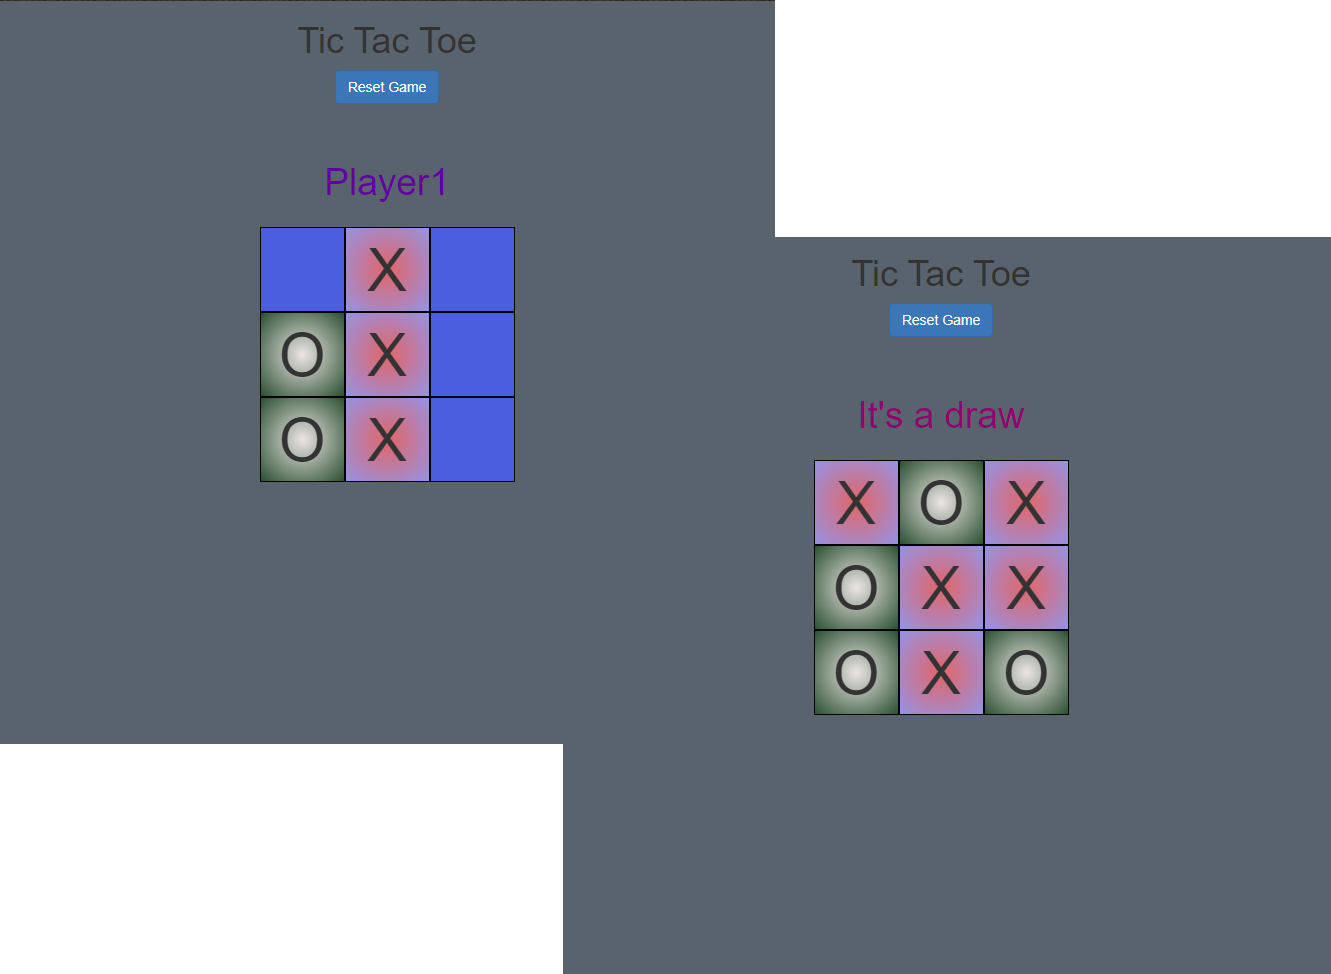 Tic Tac Toe
Reset Game
Player1
X
O X
O X
Tic Tac Toe
Reset Game
It's a draw
X O X
O X X
O X O